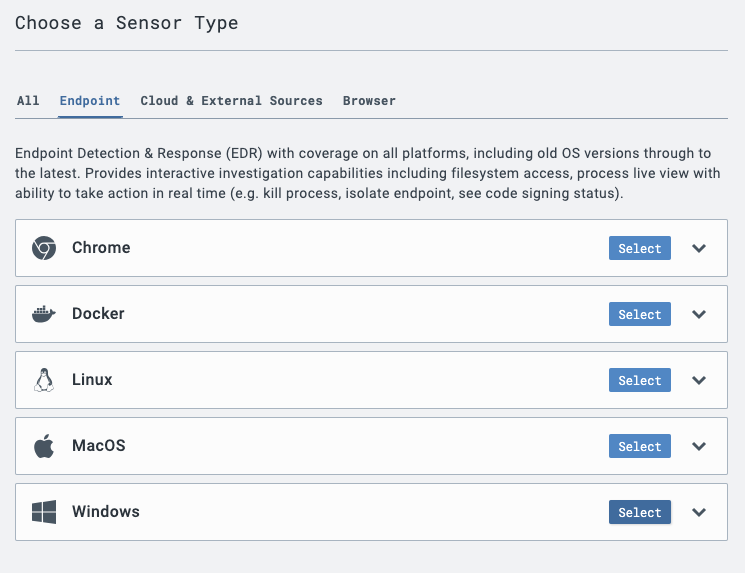 Choose a Sensor Type
All Endpoint Cloud & External Sources Browser
Endpoint Detection & Response (EDR) with coverage on all platforms, including old OS versions through to
the latest. Provides interactive investigation capabilities including filesystem access, process live view with
ability to take action in real time (e.g. kill process, isolate endpoint, see code signing status).
Chrome Select
Docker Select
Linux Select
MacOS Select
Windows Select